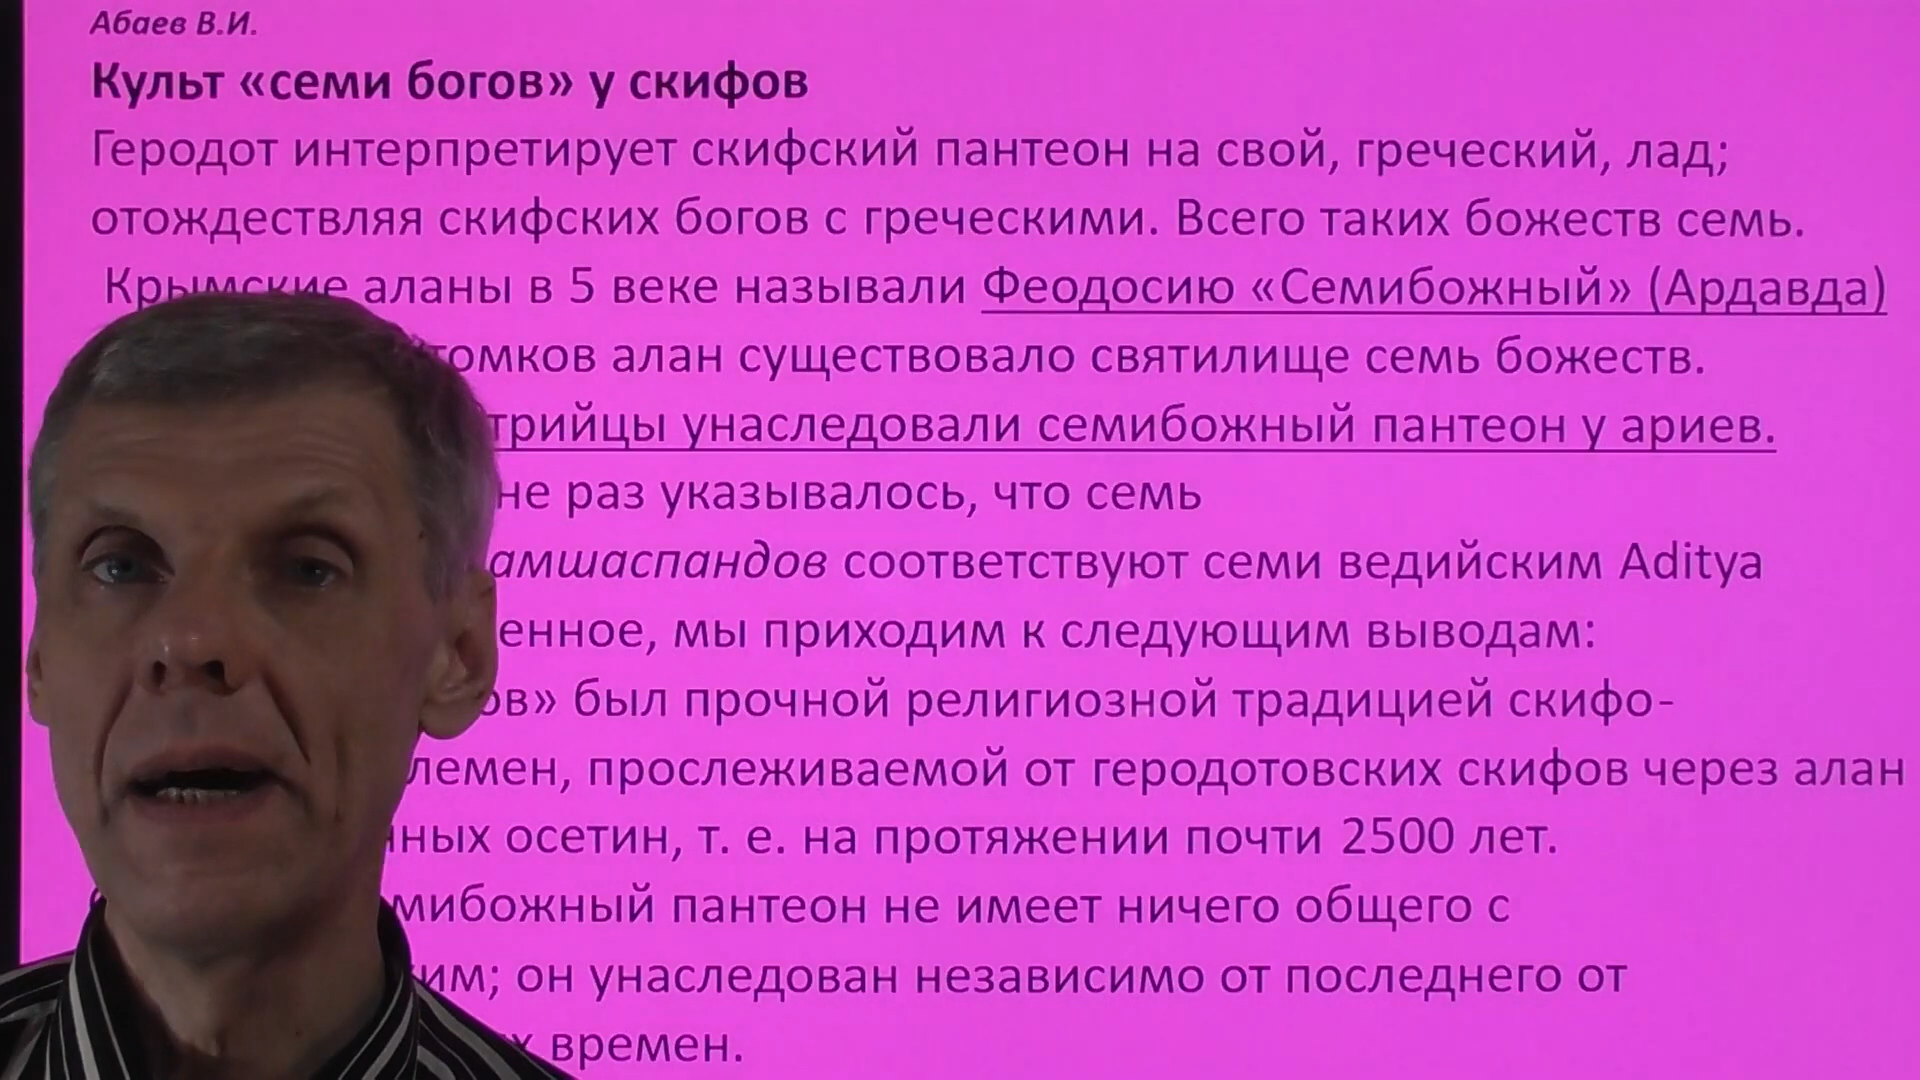 Абаев В.И.
Культ «семи богов» у скифов
Геродот интерпретирует скифский пантеон на свой, греческий, лад;
отождествляя скифских богов с греческими. Всего таких божеств семь.
Крымские аланы в 5 веке называли Феодосию «Семибожный» (Ардавда)
томков алан существовало святилище семь божеств.
трийцы унаследовали семибожный пантеон у ариев.
не раз указывалось, что семь
амшаспандов соответствуют семи ведийским Aditya
енное, мы приходим к следующим выводам:
ов» был прочной религиозной традицией скифо-
лемен, прослеживаемой от геродотовских скифов через алан
нных осетин, т. е. на протяжении почти 2500 лет.
мибожный пантеон не имеет ничего общего с
им; он унаследован независимо от последнего от
х времен.